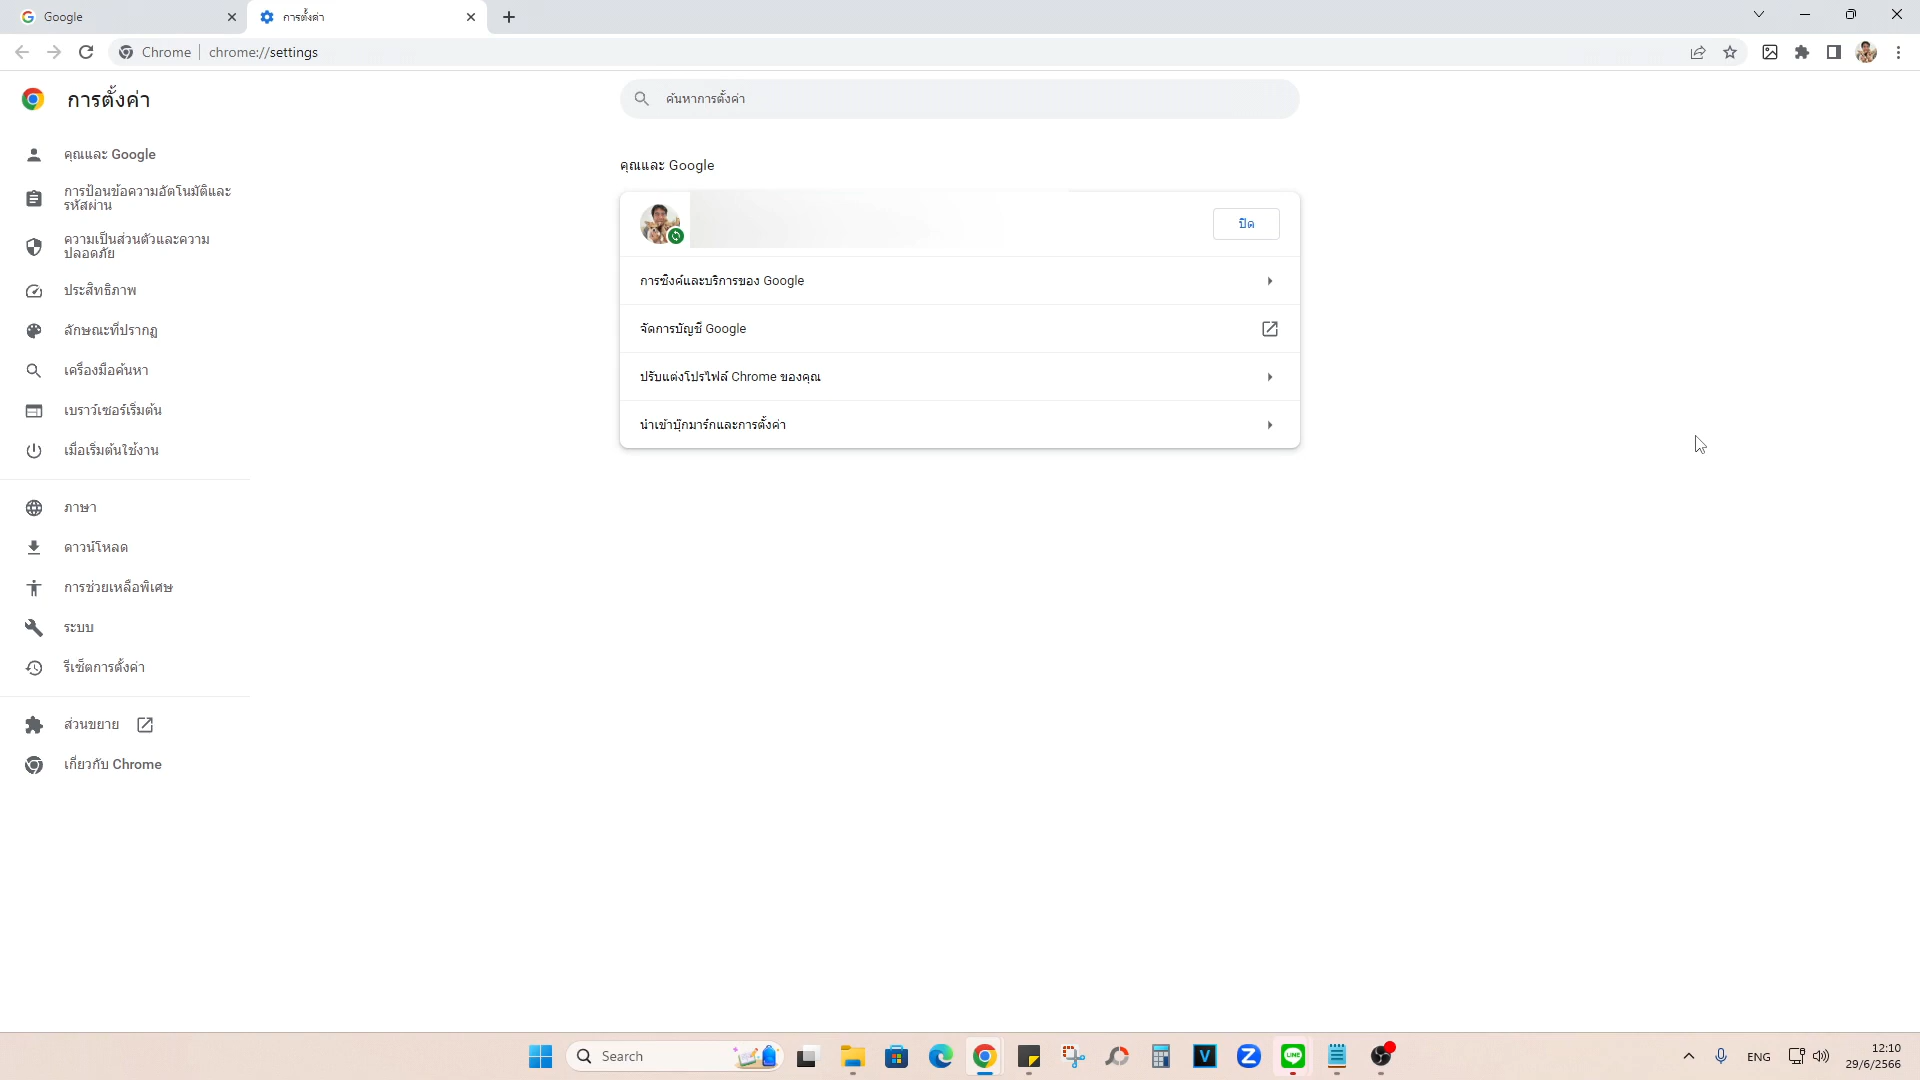 Google
การตั้งค่า
Chrome
chrome://settings
การตั้งค่า
ค้นหาการตั้งค่า
คุณและ Google
การป้อนข้อความอัตโนมัติและ
รหัสผ่าน
ความเป็นส่วนตัวและความ
ปลอดภัย
ประสิทธิภาพ
ลักษณะที่ปรากฏ
เครื่องมือค้นหา
เบราว์เซอร์เริ่มต้น
เมื่อเริ่มต้นใช้งาน
ภาษา
ดาวน์โหลด
การช่วยเหลือพิเศษ
ระบบ
รีเซ็ตการตั้งค่า
ส่วนขยาย
เกี่ยวกับ Chrome
คุณและ Google
ปิด
การซิงค์และบริการของ Google
จัดการบัญชี Google
ปรับแต่งโปรไฟล์ Chrome ของคุณ
นำเข้าบุ๊กมาร์กและการตั้งค่า
Search
V
Z
LINE
ENG
12:10
29/6/2566